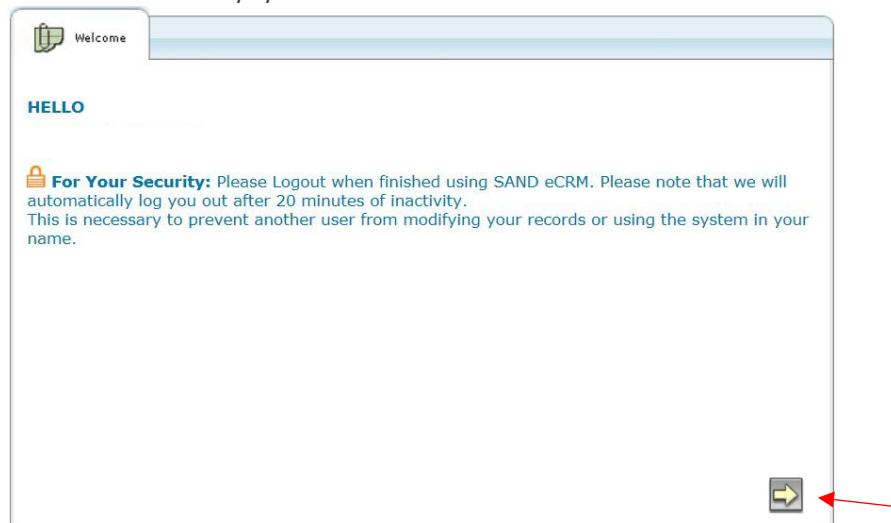 Welcome
HELLO
For Your Security: Please Logout when finished using SAND eCRM. Please note that we will
automatically log you out after 20 minutes of inactivity.
This is necessary to prevent another user from modifying your records or using the system in your
name.